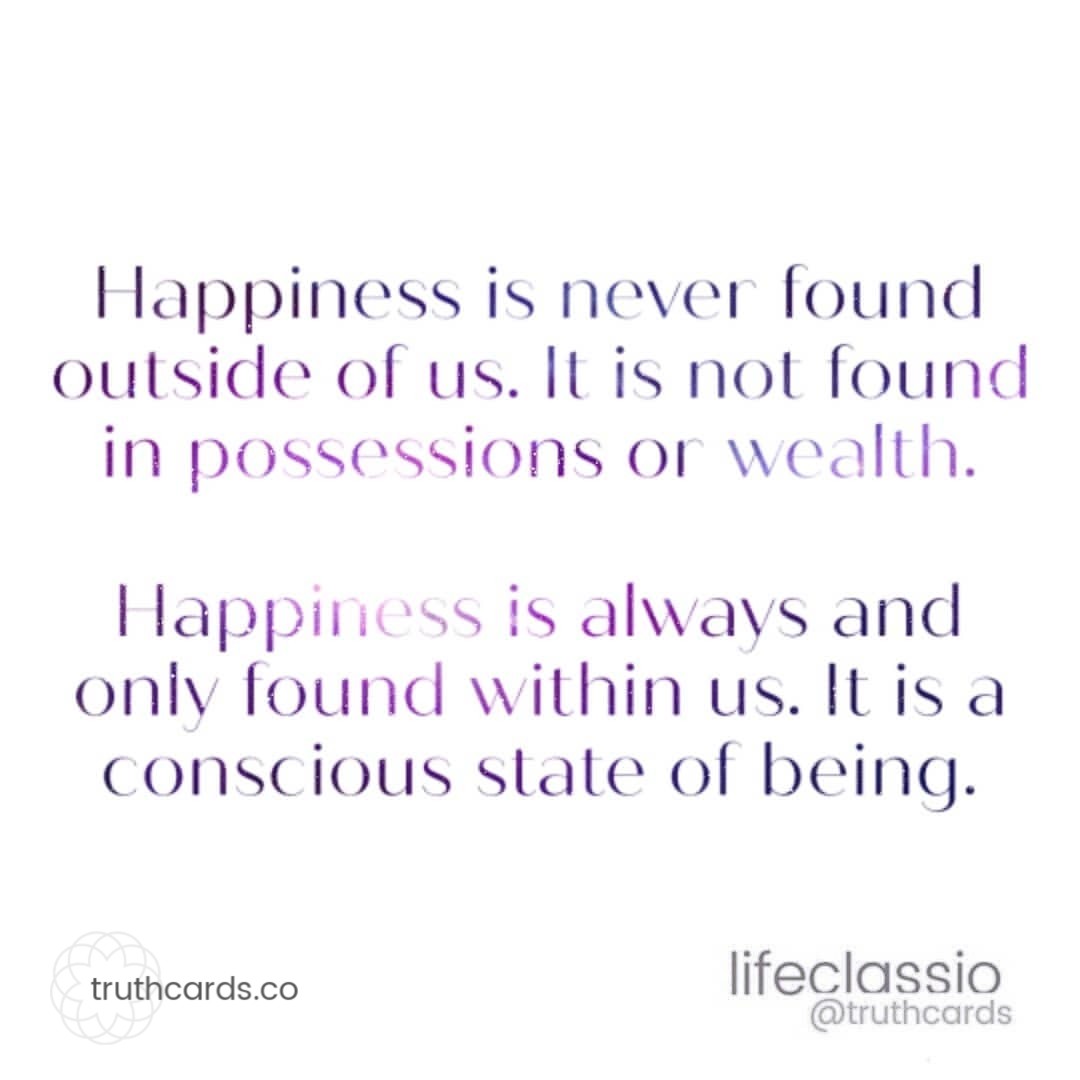 Happiness is never found
outside of us. It is not found
in possessions or wealth.
Happiness is always and
only found within us. It is a
conscious state of being.
truthcards.co
lifeclassio
@truthcards